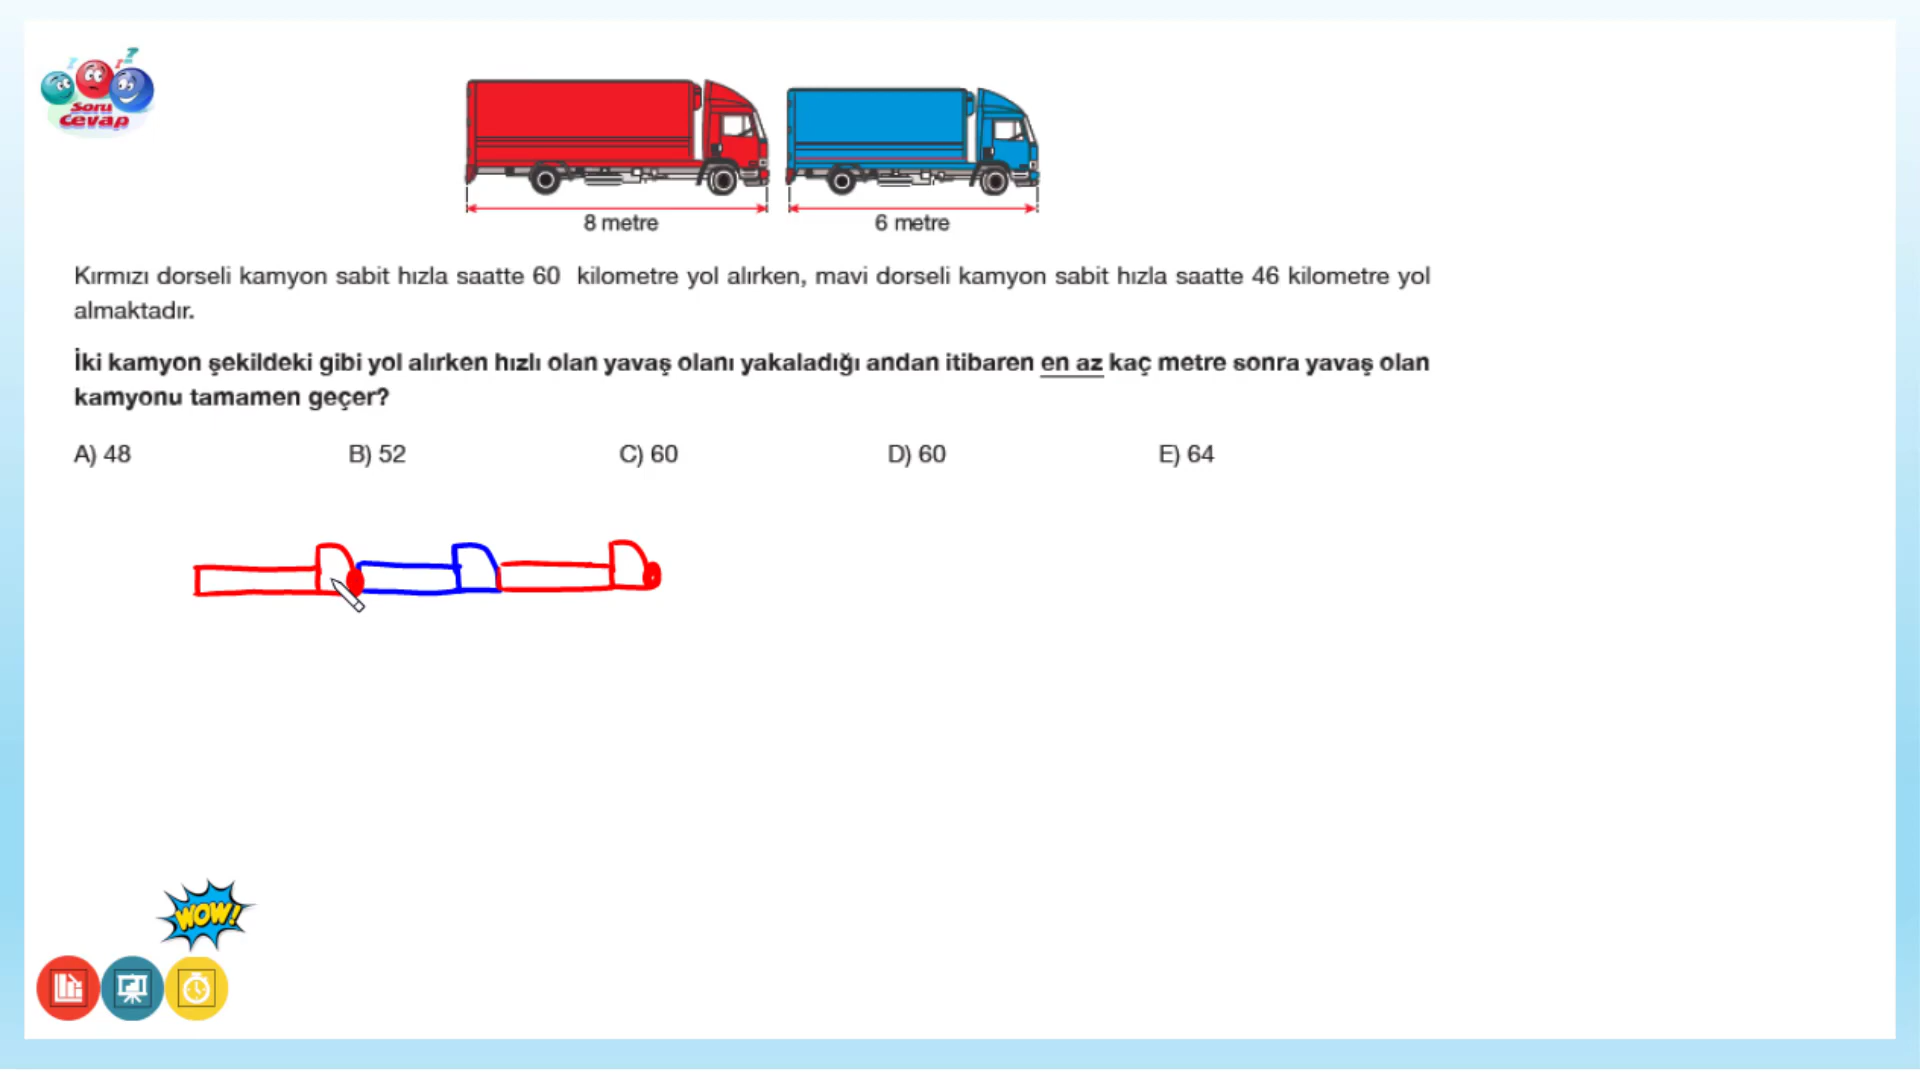 Soru
Cevap
8 metre
6 metre
Kırmızı dorseli kamyon sabit hızla saatte 60 kilometre yol alırken, mavi dorseli kamyon sabit hızla saatte 46 kilometre yol
almaktadır.
İki kamyon şekildeki gibi yol alırken hızlı olan yavaş olanı yakaladığı andan itibaren en az kaç metre sonra yavaş olan
kamyonu tamamen geçer?
A) 48 B) 52 C) 60 D) 60 E) 64
WOW!